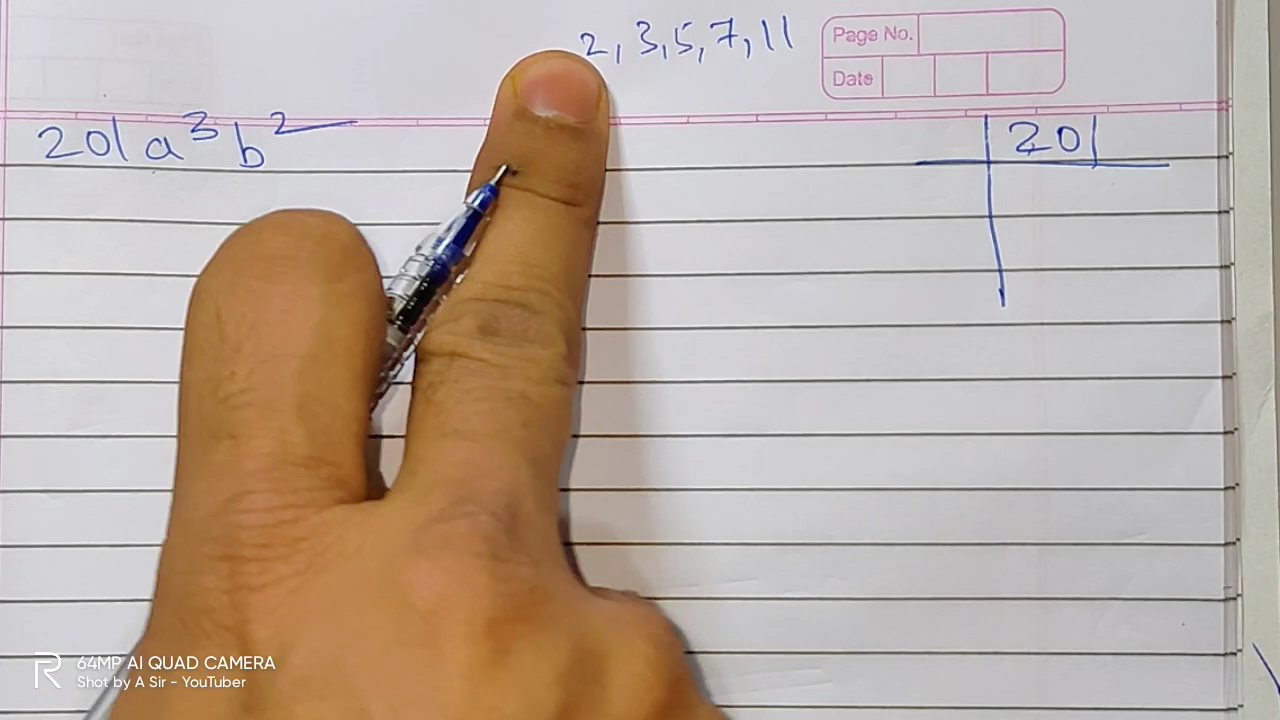 2, 3, 5, 7, 11
Page No.
Date
201 a³ b²
201
64MP AI QUAD CAMERA
Shot by A Sir - YouTuber